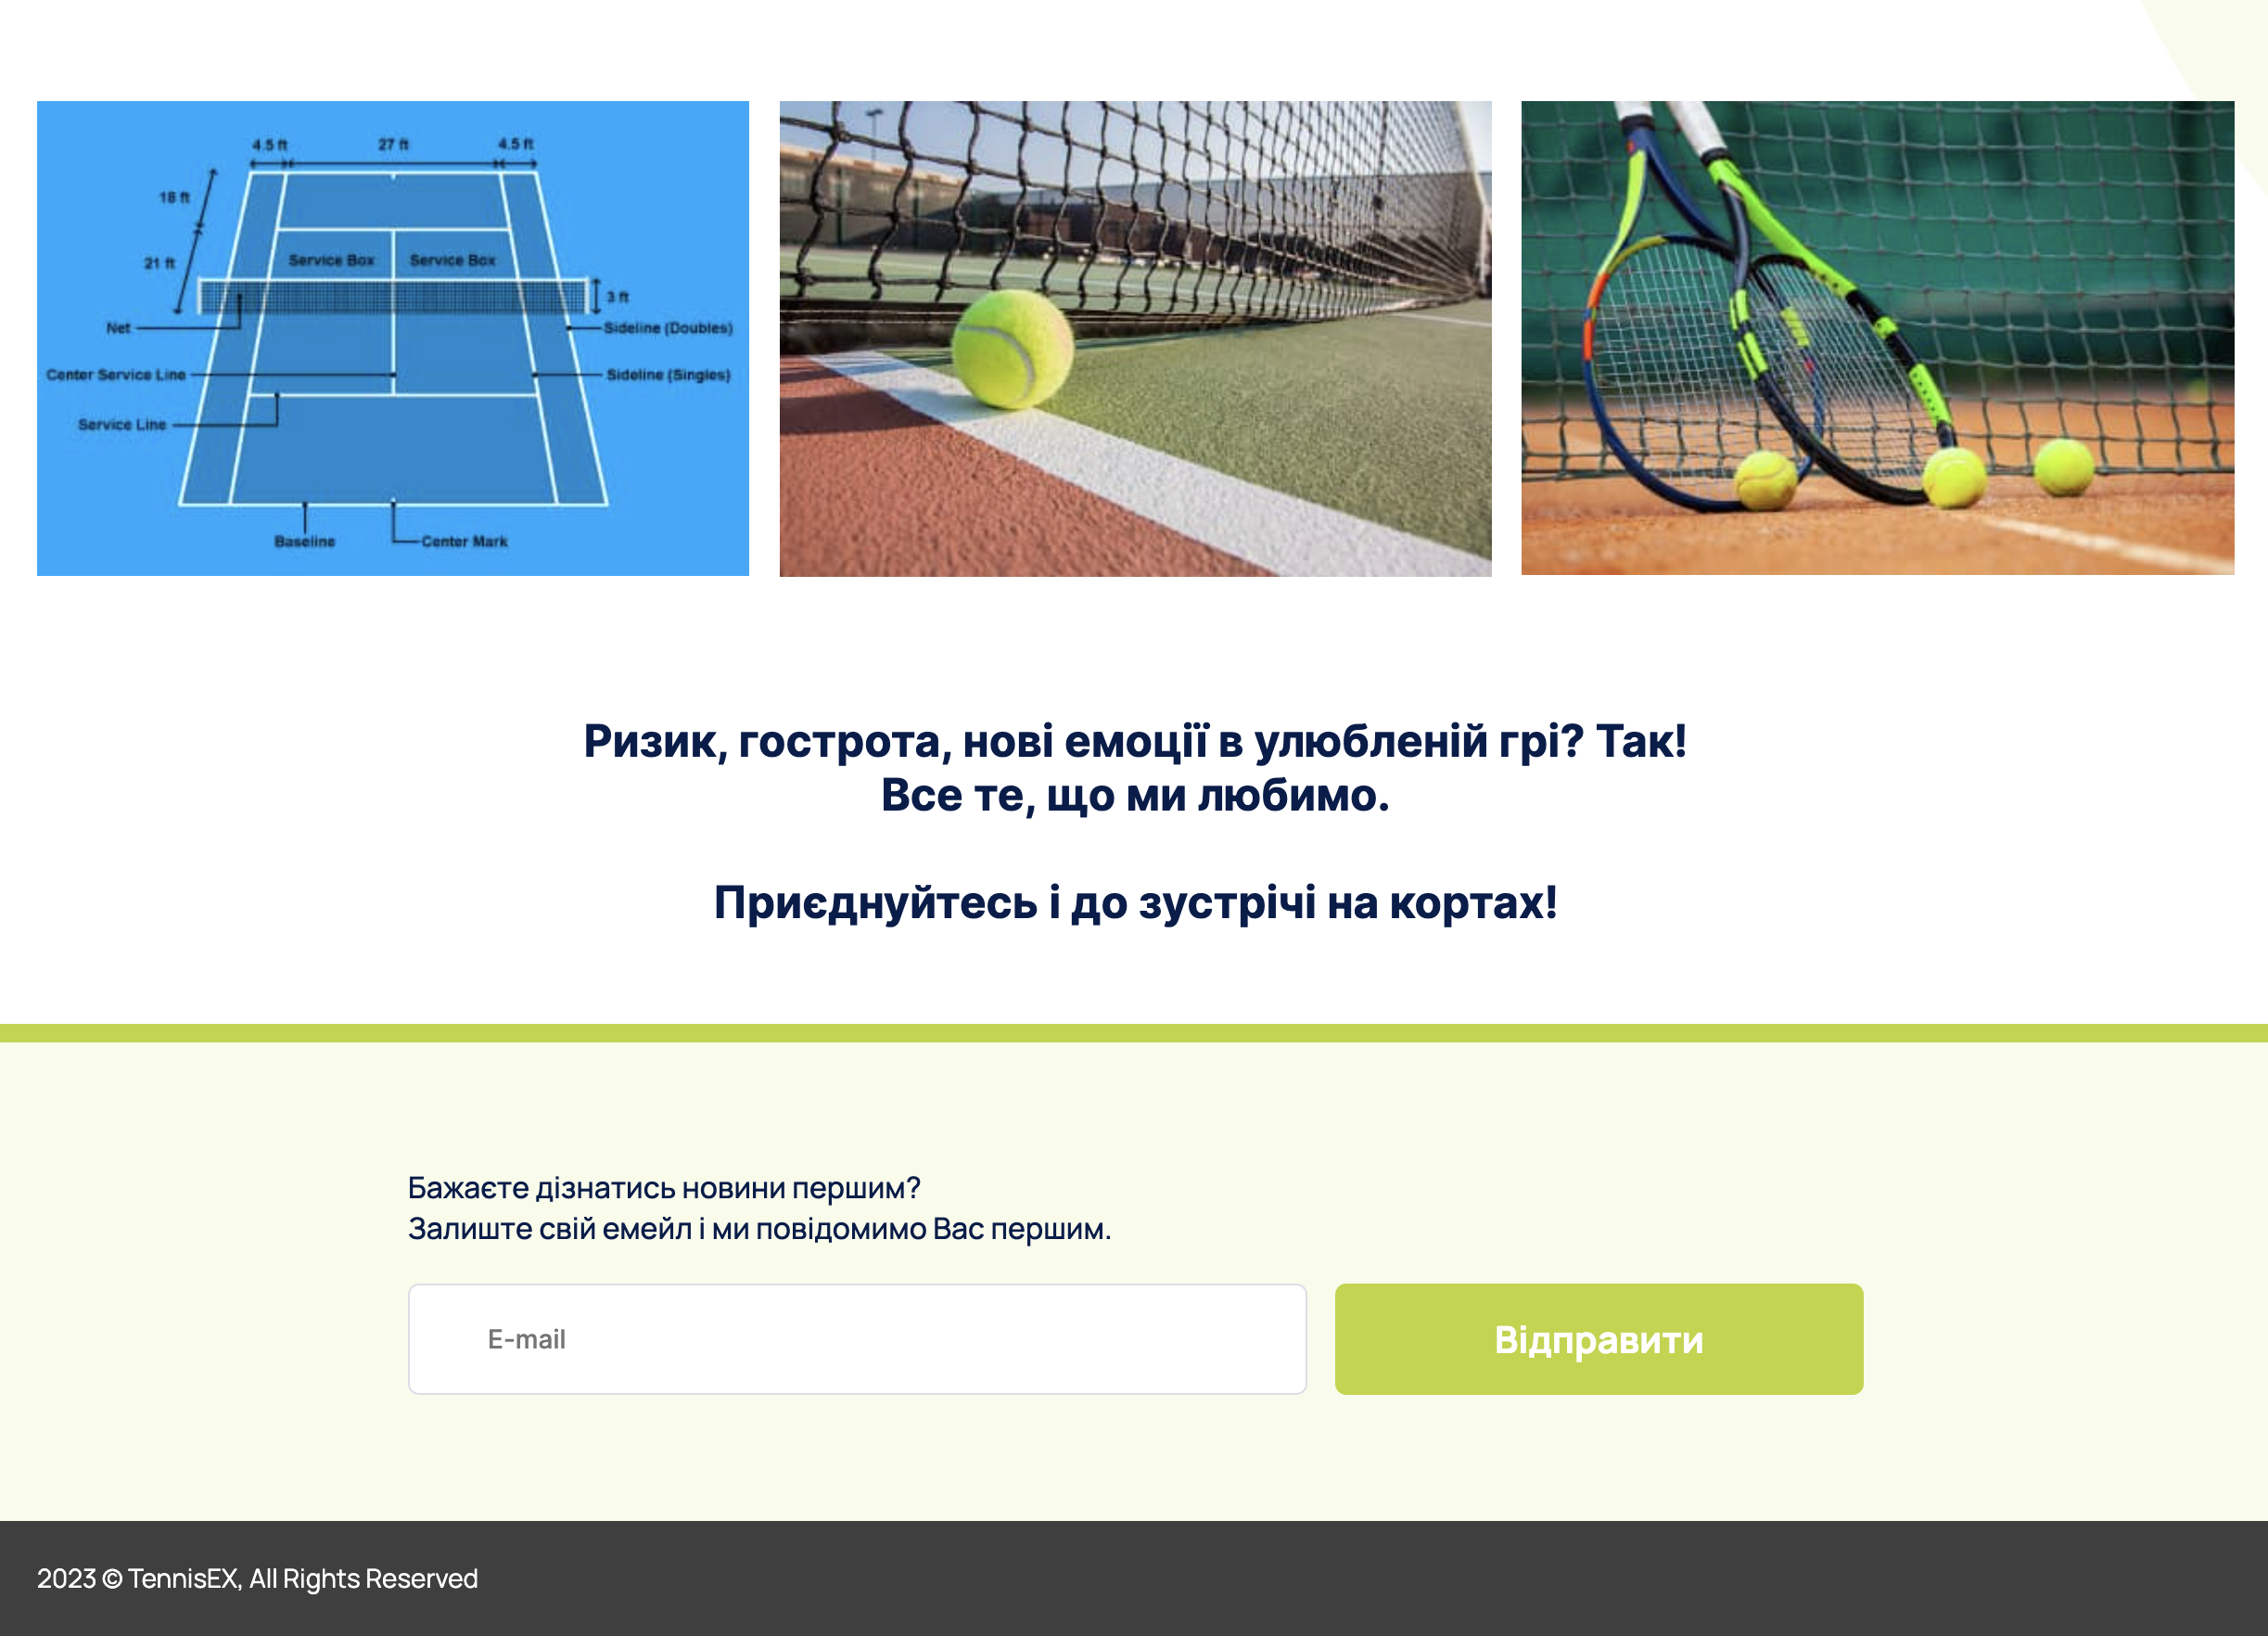 4.5 ft 27 ft 4.5 ft
18 ft
21 ft
Service Box Service Box
3 ft
Net
Sideline (Doubles)
Center Service Line
Sideline (Singles)
Service Line
Baseline
Center Mark
Ризик, гострота, нові емоції в улюбленій грі? Так!
Все те, що ми любимо.
Приєднуйтесь і до зустрічі на кортах!
Бажаєте дізнатись новини першим?
Залиште свій емейл і ми повідомимо Вас першим.
E-mail
Відправити
2023 © TennisEX, All Rights Reserved